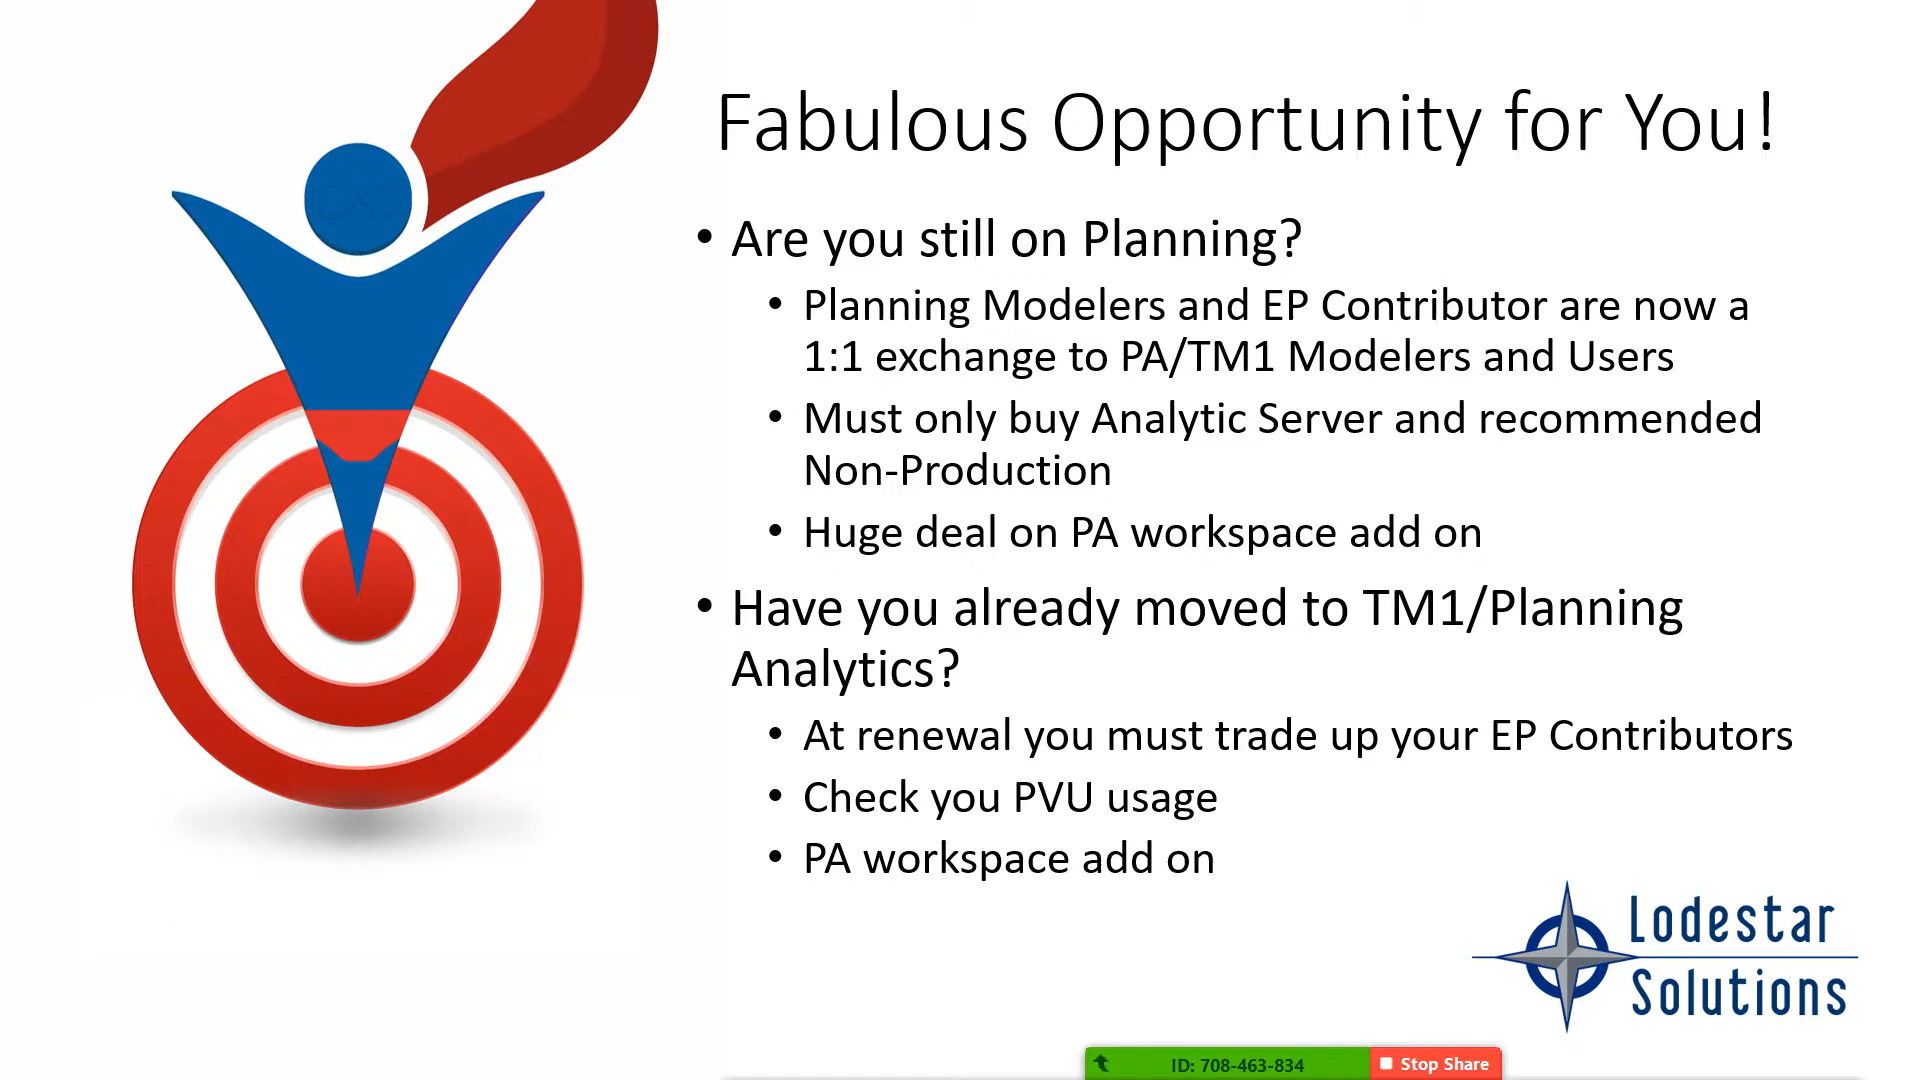 Fabulous Opportunity for You!
• Are you still on Planning?
• Planning Modelers and EP Contributor are now a
1:1 exchange to PA/TM1 Modelers and Users
• Must only buy Analytic Server and recommended
Non-Production
• Huge deal on PA workspace add on
• Have you already moved to TM1/Planning
Analytics?
• At renewal you must trade up your EP Contributors
• Check you PVU usage
• PA workspace add on
Lodestar
Solutions
ID: 708-463-834
Stop Share